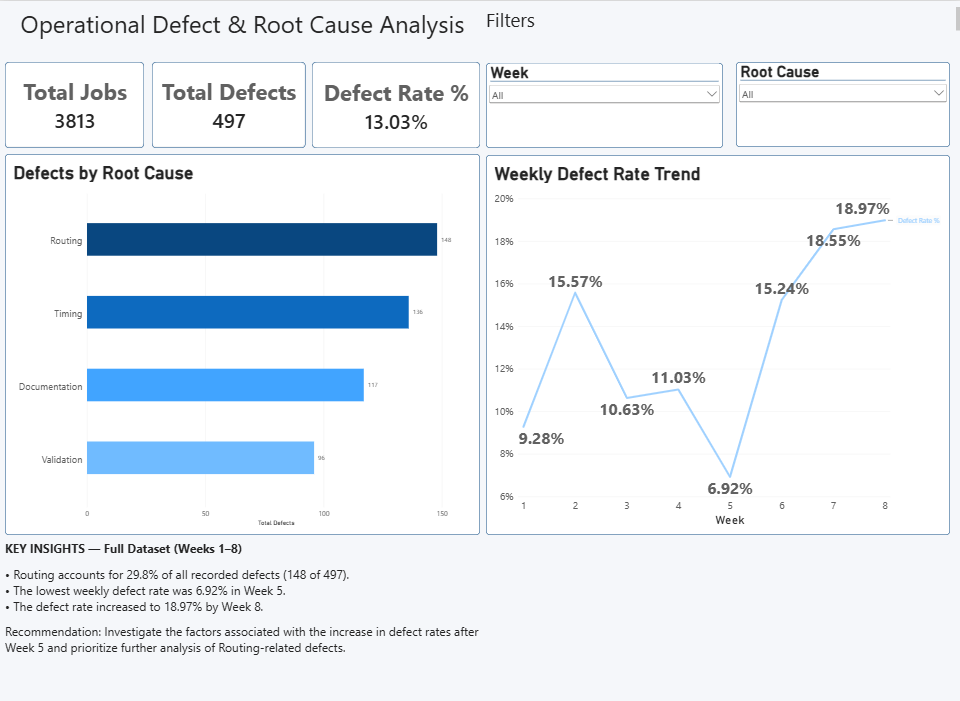 Operational Defect & Root Cause Analysis
Filters
Total Jobs
3813
Total Defects
497
Defect Rate %
13.03%
Week
All
Root Cause
All
Defects by Root Cause
Routing
148
Timing
136
Documentation
117
Validation
96
0
50
100
150
Total Defects
Weekly Defect Rate Trend
20%
18%
16%
14%
12%
10%
8%
6%
9.28%
15.57%
10.63%
11.03%
6.92%
15.24%
18.55%
18.97%
Defect Rate %
1
2
3
4
5
6
7
8
Week
KEY INSIGHTS — Full Dataset (Weeks 1–8)
• Routing accounts for 29.8% of all recorded defects (148 of 497).
• The lowest weekly defect rate was 6.92% in Week 5.
• The defect rate increased to 18.97% by Week 8.
Recommendation: Investigate the factors associated with the increase in defect rates after
Week 5 and prioritize further analysis of Routing-related defects.